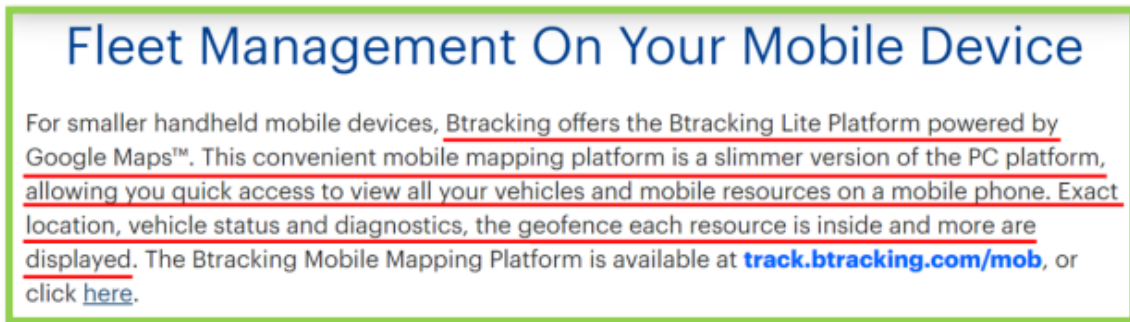 Fleet Management On Your Mobile Device
For smaller handheld mobile devices, Btracking offers the Btracking Lite Platform powered by
Google Maps™. This convenient mobile mapping platform is a slimmer version of the PC platform,
allowing you quick access to view all your vehicles and mobile resources on a mobile phone. Exact
location, vehicle status and diagnostics, the geofence each resource is inside and more are
displayed. The Btracking Mobile Mapping Platform is available at track.btracking.com/mob, or
click here.